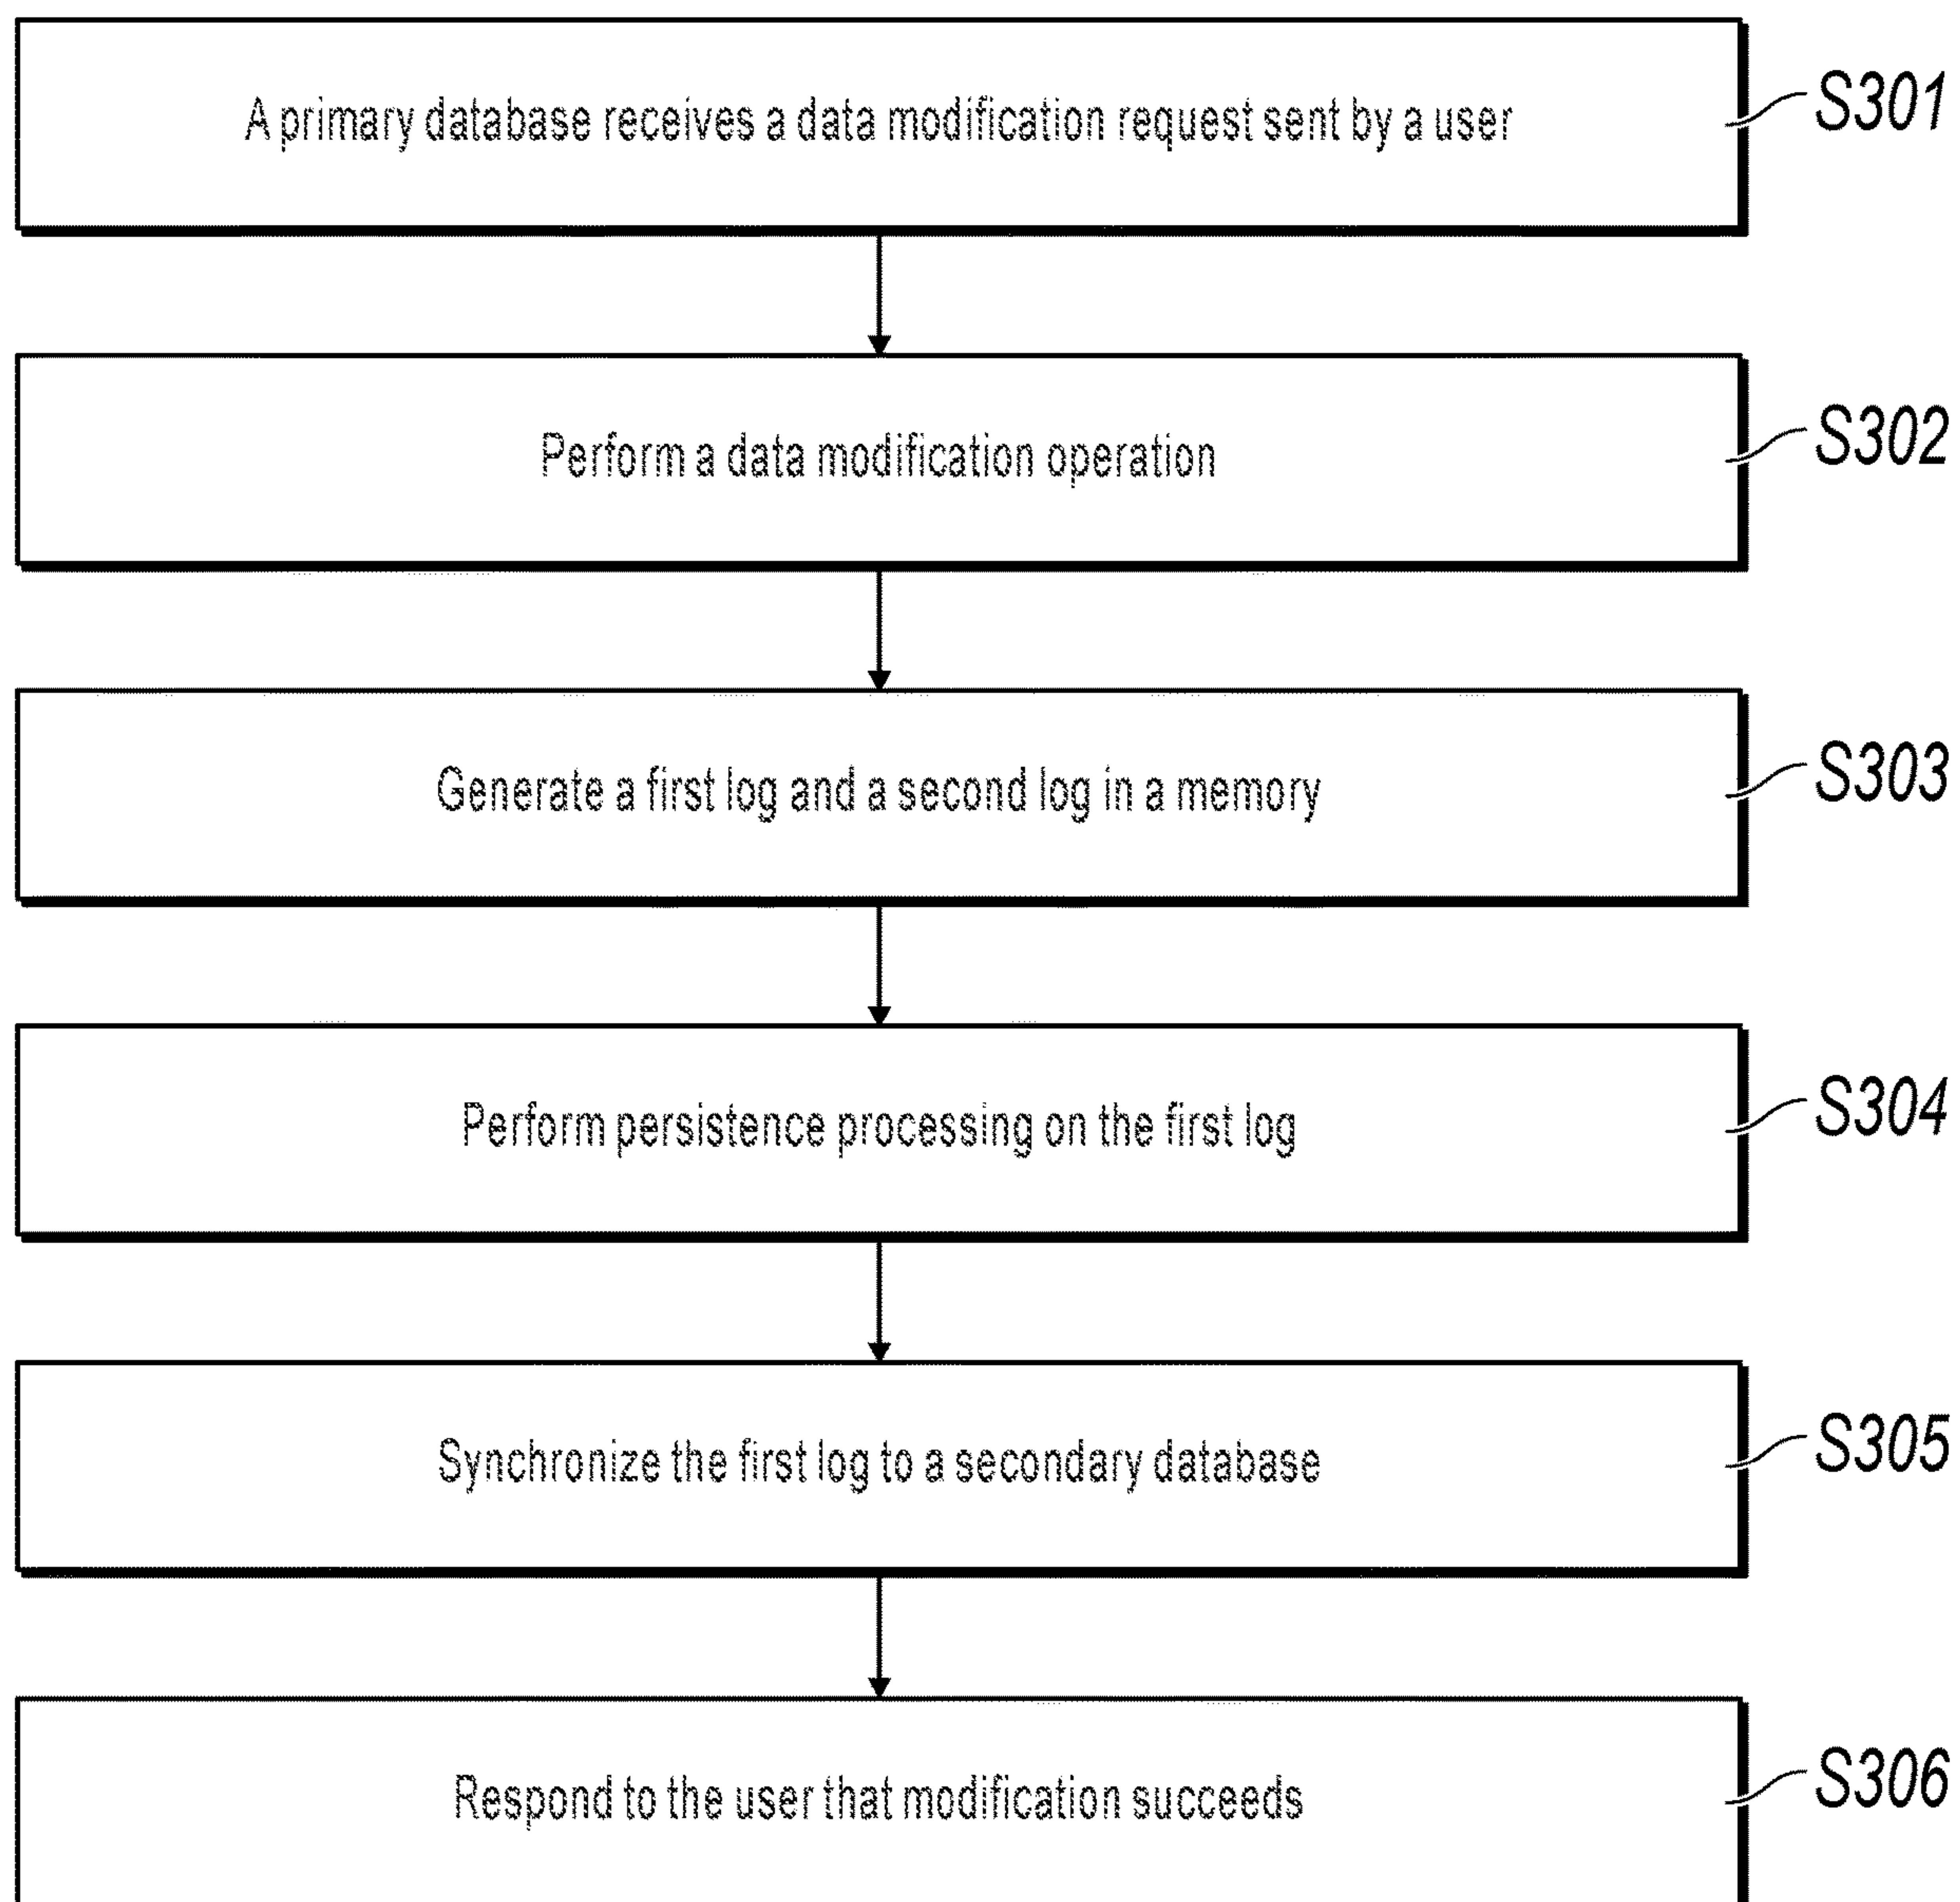 A primary database receives a data modification request sent by a user
S301
Perform a data modification operation
S302
Generate a first log and a second log in a memory
S303
Perform persistence processing on the first log
S304
Synchronize the first log to a secondary database
S305
Respond to the user that modification succeeds
S306